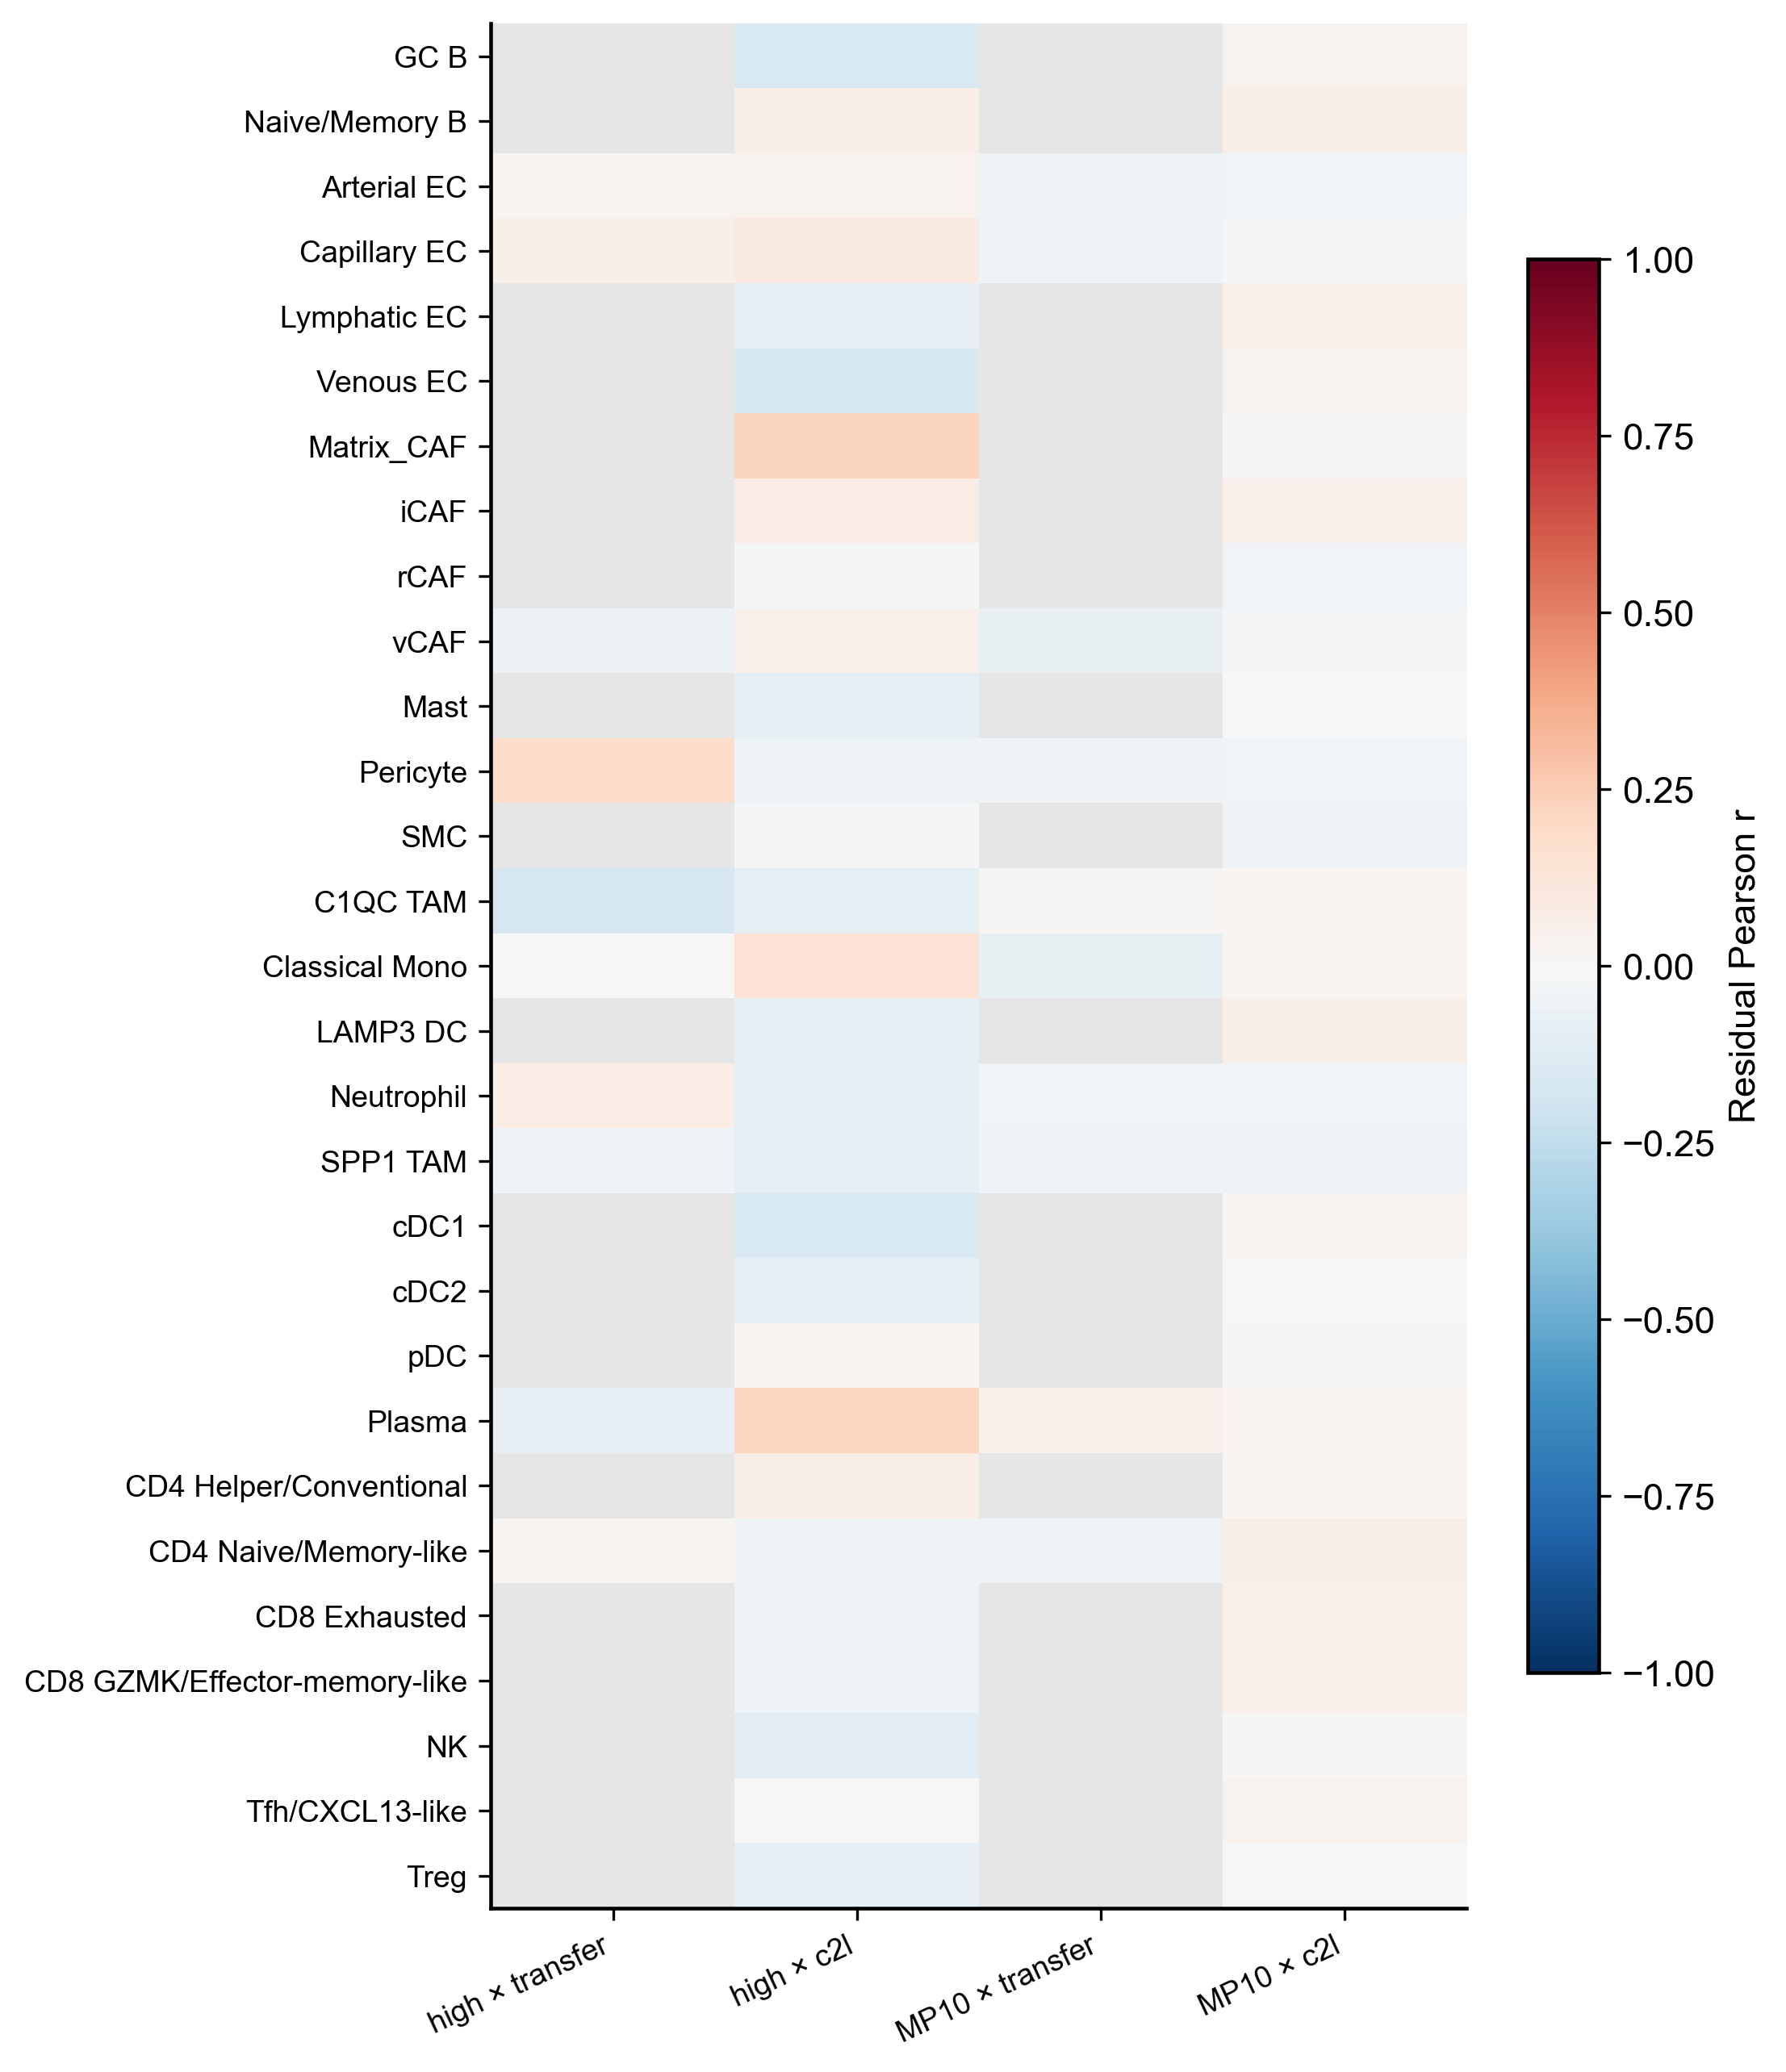 GC B
Naive/Memory B
Arterial EC
Capillary EC
Lymphatic EC
Venous EC
Matrix_CAF
iCAF
rCAF
vCAF
Mast
Pericyte
SMC
C1QC TAM
Classical Mono
LAMP3 DC
Neutrophil
SPP1 TAM
cDC1
cDC2
pDC
Plasma
CD4 Helper/Conventional
CD4 Naive/Memory-like
CD8 Exhausted
CD8 GZMK/Effector-memory-like
NK
Tfh/CXCL13-like
Treg
high × transfer
high × c2l
MP10 × transfer
MP10 × c2l
1.00
0.75
0.50
0.25
0.00
−0.25
−0.50
−0.75
−1.00
Residual Pearson r